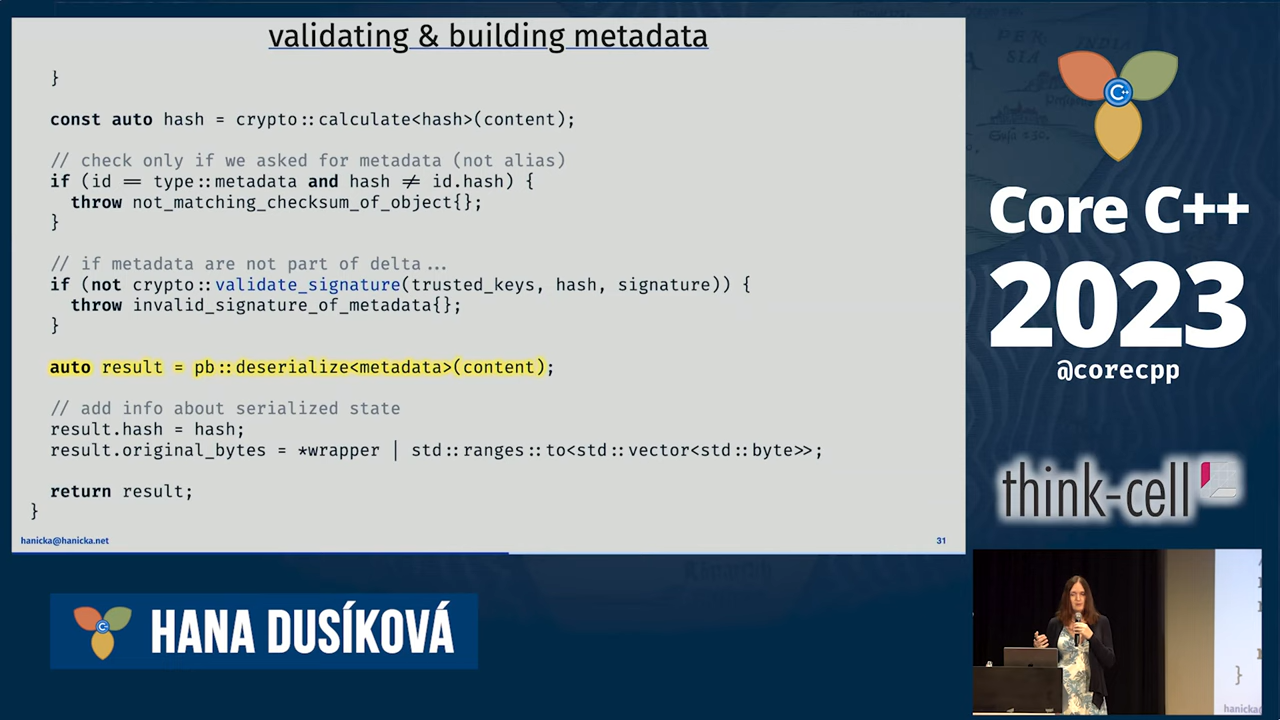 validating & building metadata
}
const auto hash = crypto::calculate<hash>(content);
// check only if we asked for metadata (not alias)
if (id == type::metadata and hash ≠ id.hash) {
throw not_matching_checksum_of_object{};
}
// if metadata are not part of delta...
if (not crypto::validate_signature(trusted_keys, hash, signature)) {
throw invalid_signature_of_metadata{};
}
auto result = pb::deserialize<metadata>(content);
// add info about serialized state
result.hash = hash;
result.original_bytes = *wrapper | std::ranges::to<std::vector<std::byte>>;
return result;
}
hanicka@hanicka.net
31
C++
Core C++
2023
@corecpp
think-cell
C++
HANA DUSÍKOVÁ
}